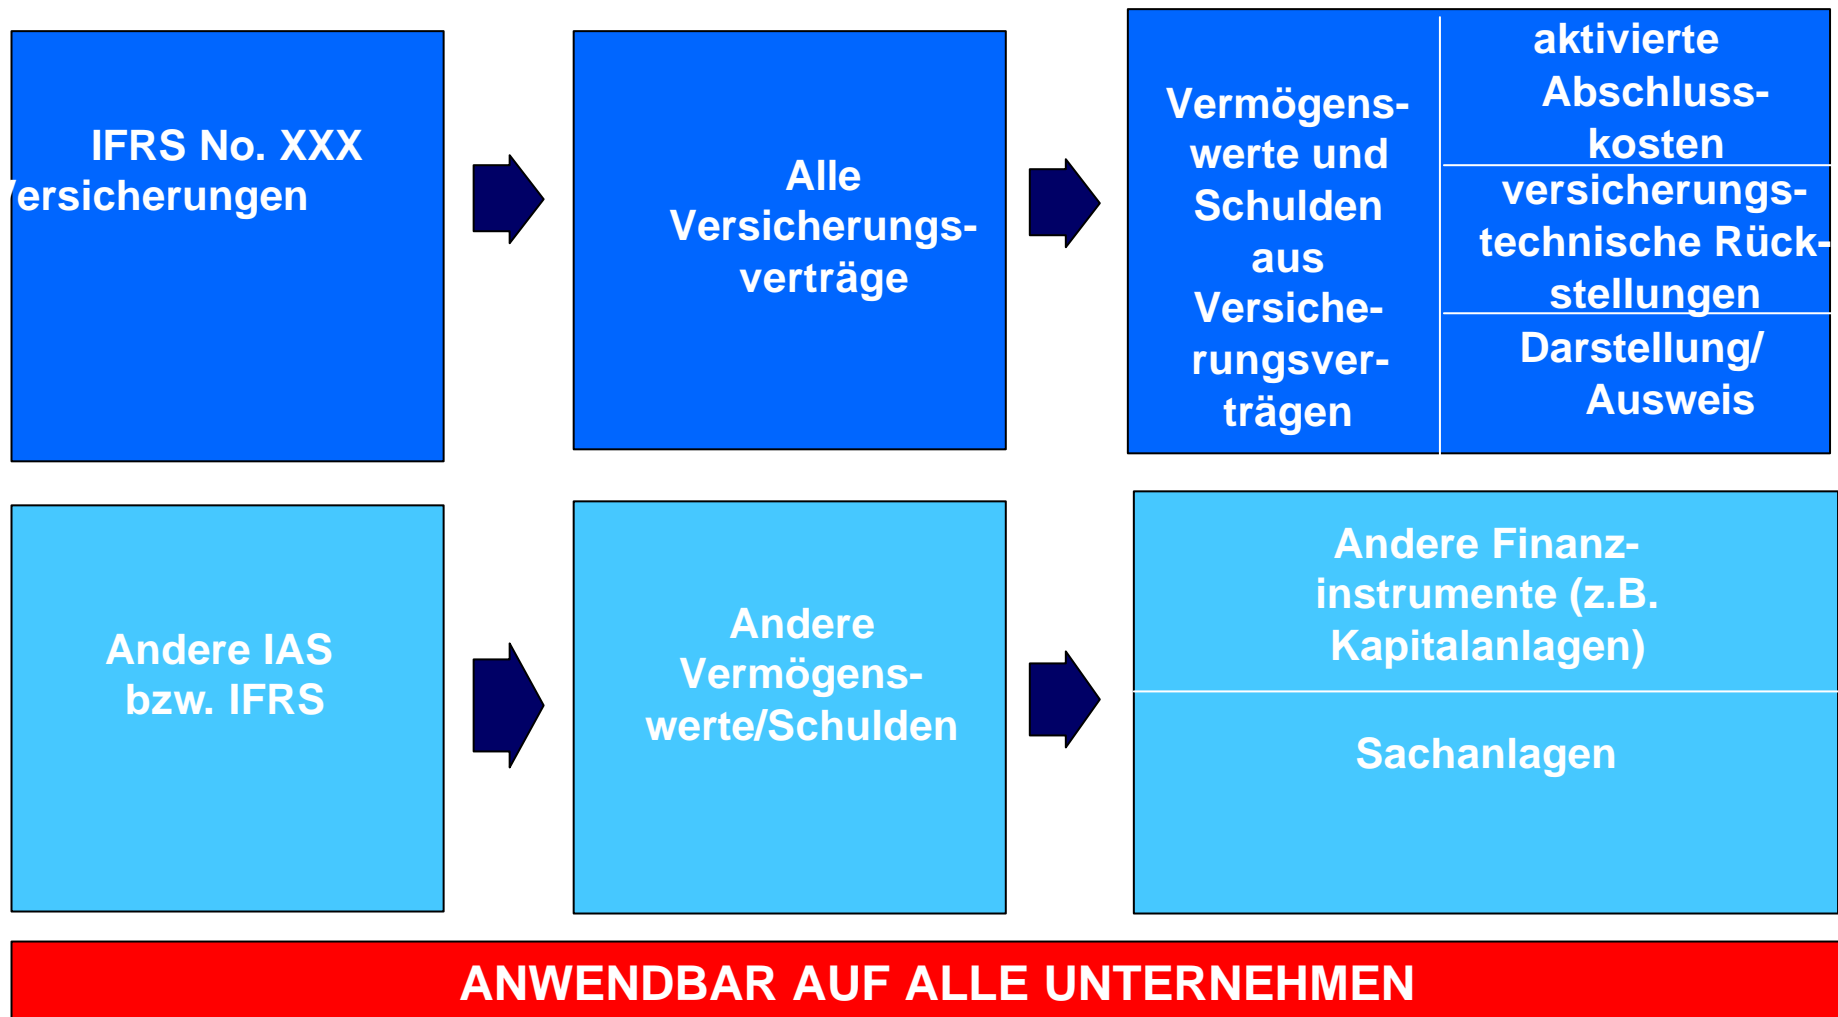 IFRS No. XXX
Versicherungen
Alle
Versicherungs-
verträge
Vermögens-
werte und
Schulden
aus
Versiche-
rungsver-
trägen
aktivierte
Abschluss-
kosten
versicherungs-
technische Rück-
stellungen
Darstellung/
Ausweis
Andere IAS
bzw. IFRS
Andere
Vermögens-
werte/Schulden
Andere Finanz-
instrumente (z.B.
Kapitalanlagen)
Sachanlagen
ANWENDBAR AUF ALLE UNTERNEHMEN